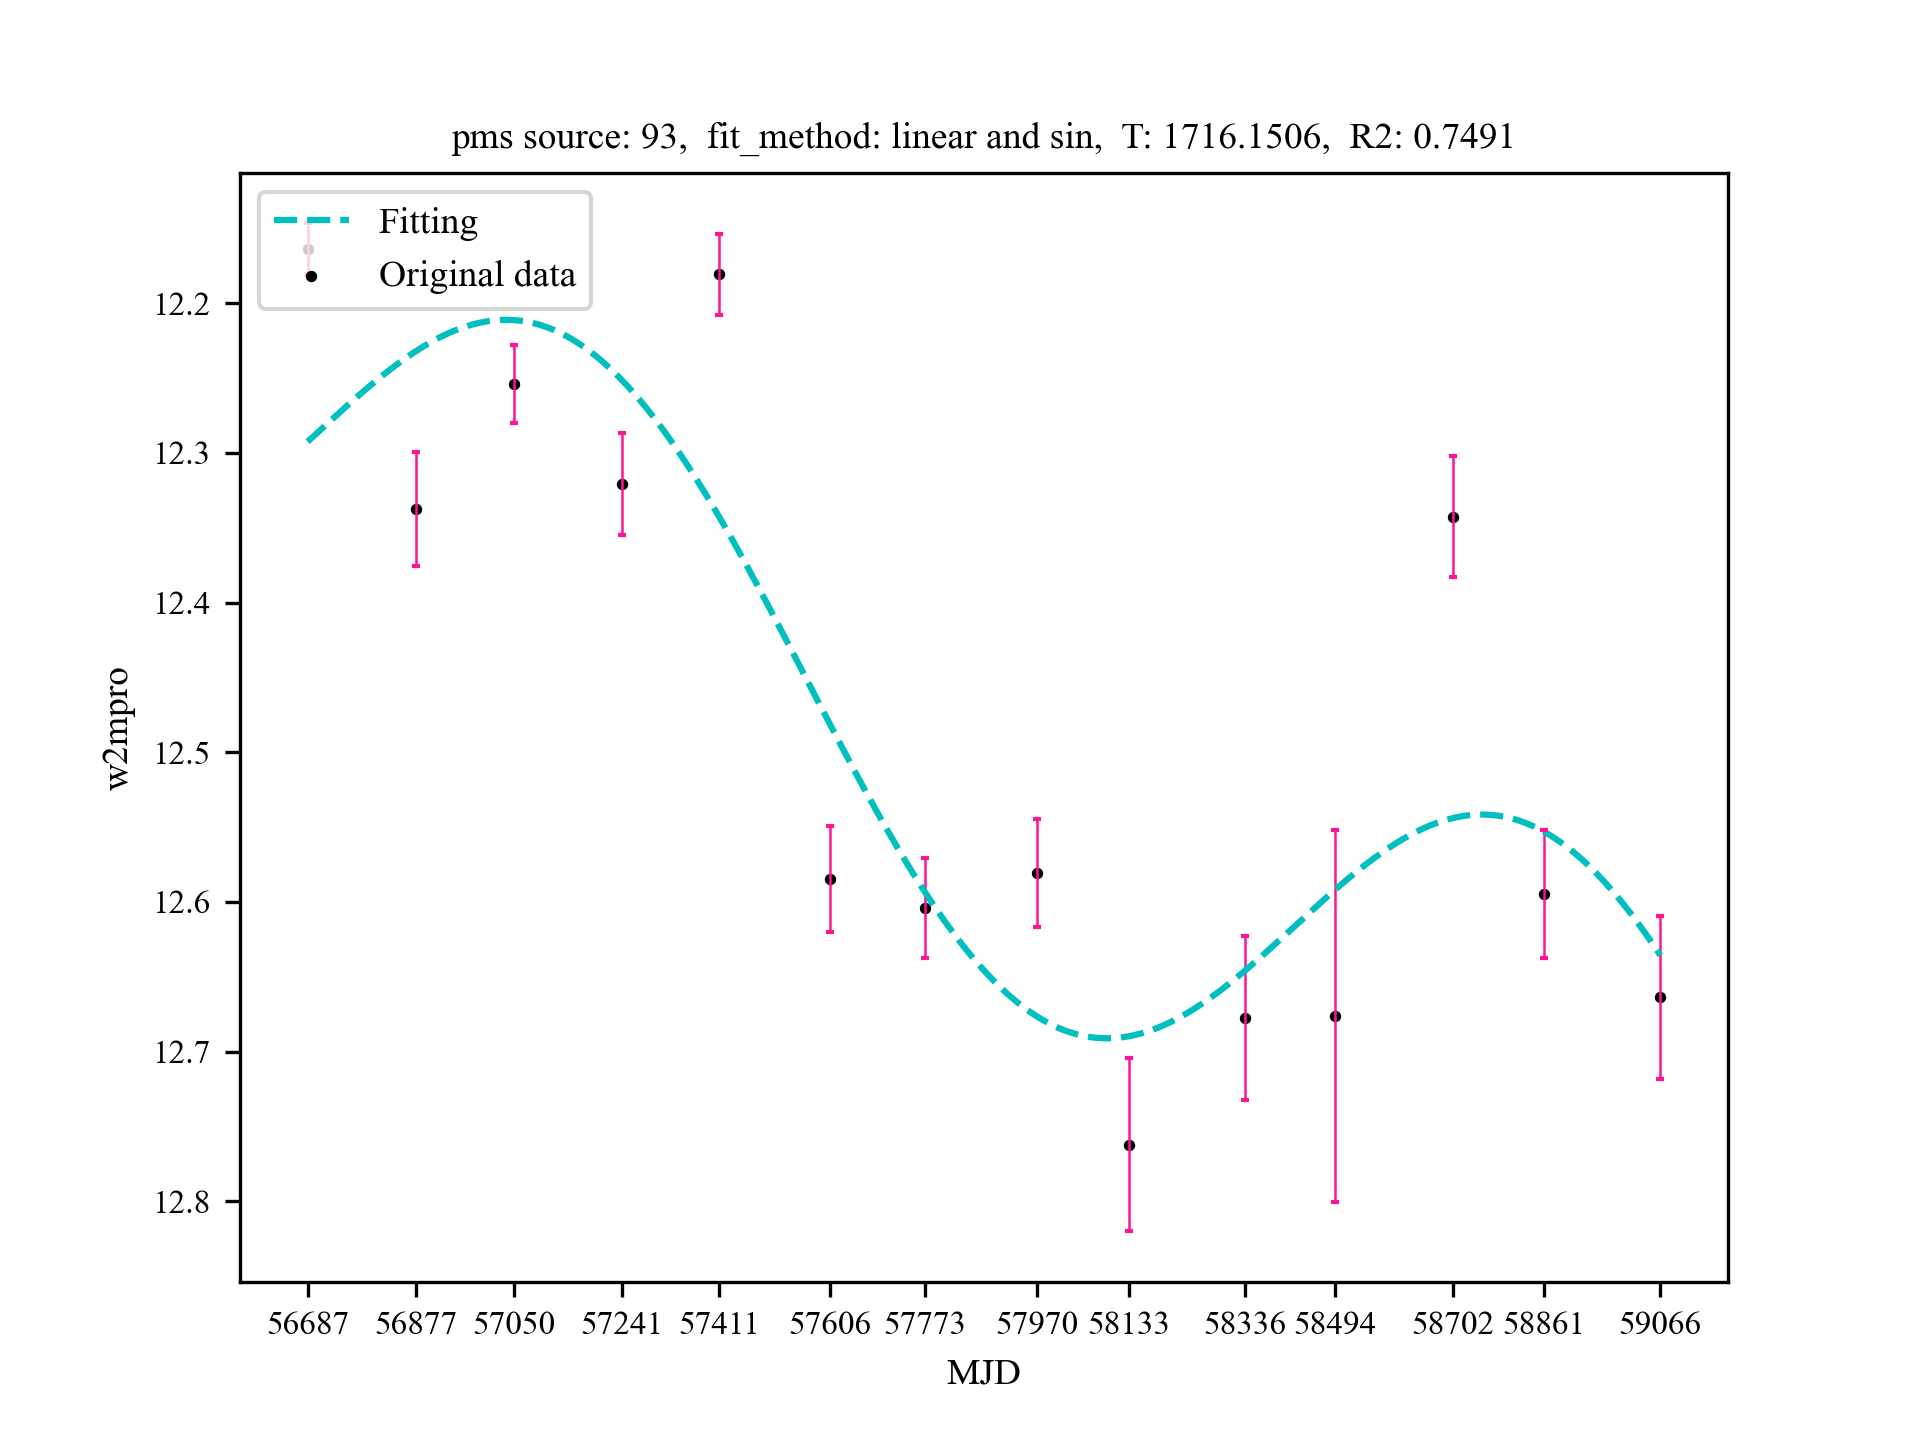 pms source: 93, fit_method: linear and sin, T: 1716.1506, R2: 0.7491
Fitting
Original data
12.2
12.3
12.4
12.5
12.6
12.7
12.8
w2mpro
56687 56877 57050 57241 57411 57606 57773 57970 58133 58336 58494 58702 58861 59066
MJD